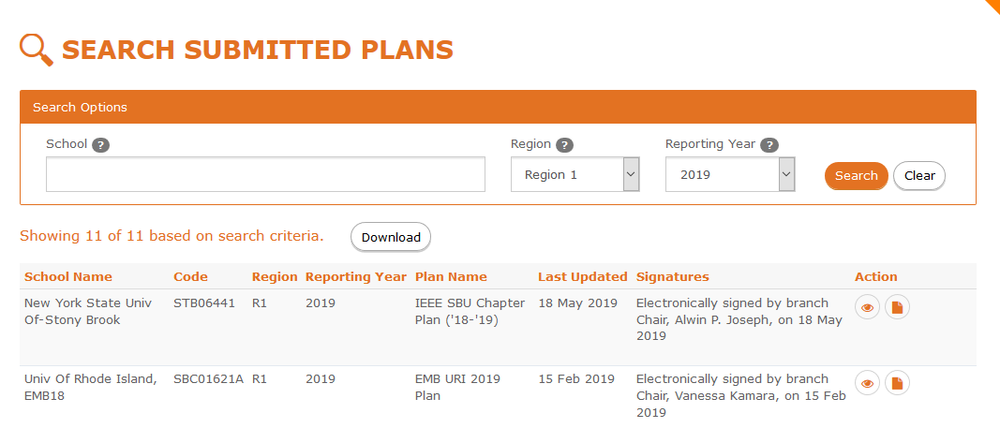 SEARCH SUBMITTED PLANS
Search Options
School ?
Region ?
Reporting Year ?
Region 1
2019
Search
Clear
Showing 11 of 11 based on search criteria.
Download
School Name Code Region Reporting Year Plan Name Last Updated Signatures Action
New York State Univ STB06441 R1 2019 IEEE SBU Chapter 18 May 2019 Electronically signed by branch
Of-Stony Brook Plan ('18-'19) Chair, Alwin P. Joseph, on 18 May
2019
Univ Of Rhode Island, SBC01621A R1 2019 EMB URI 2019 15 Feb 2019 Electronically signed by branch
EMB18 Plan Chair, Vanessa Kamara, on 15 Feb
2019